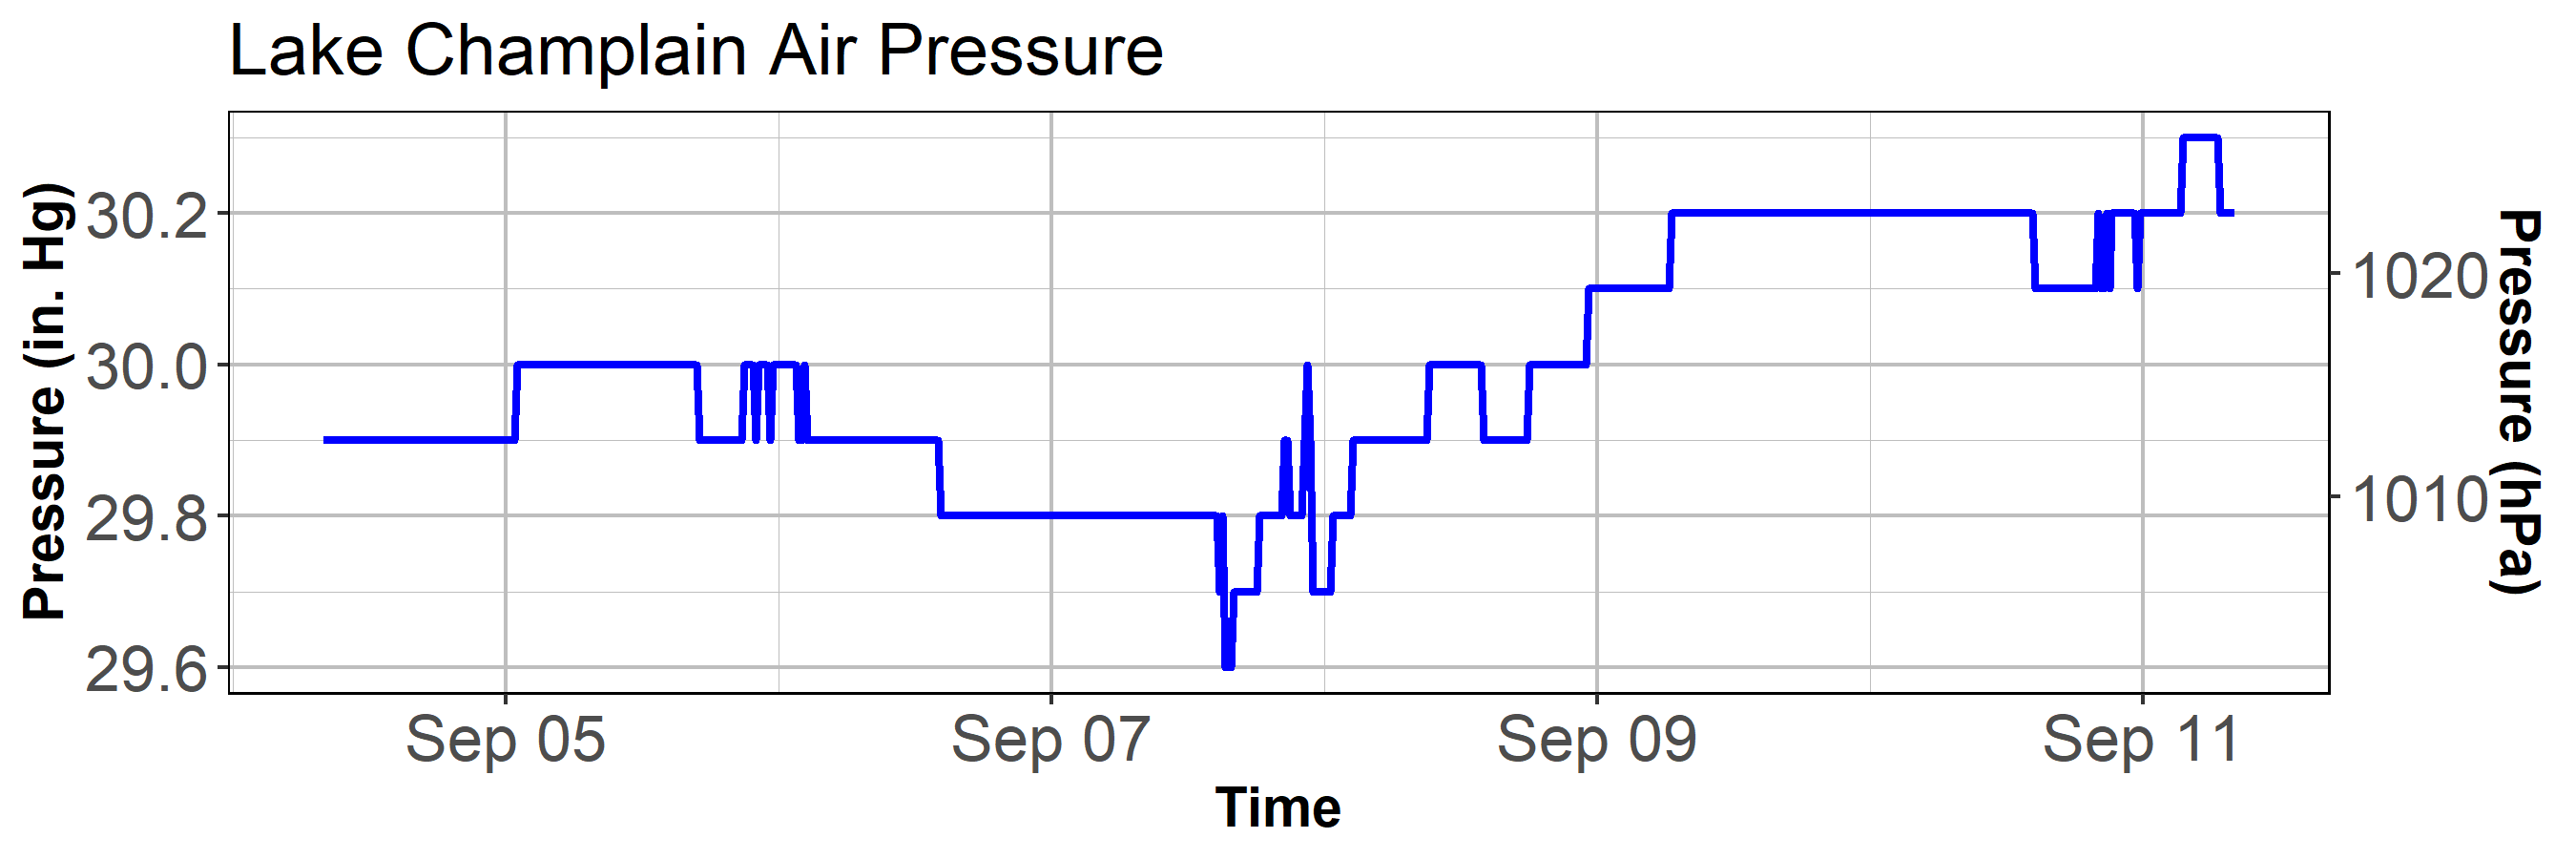 Lake Champlain Air Pressure
Pressure (in. Hg)
30.2
30.0
29.8
29.6
1020
1010
Pressure (hPa)
Sep 05 Sep 07 Sep 09 Sep 11
Time